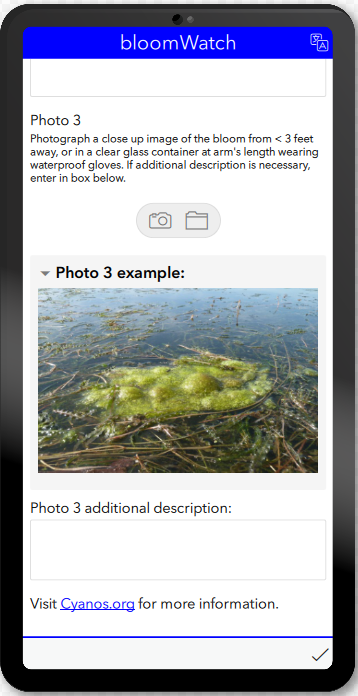 bloomWatch
Photo 3
Photograph a close up image of the bloom from < 3 feet
away, or in a clear glass container at arm's length wearing
waterproof gloves. If additional description is necessary,
enter in box below.
Photo 3 example:
Photo 3 additional description:
Visit Cyanos.org for more information.